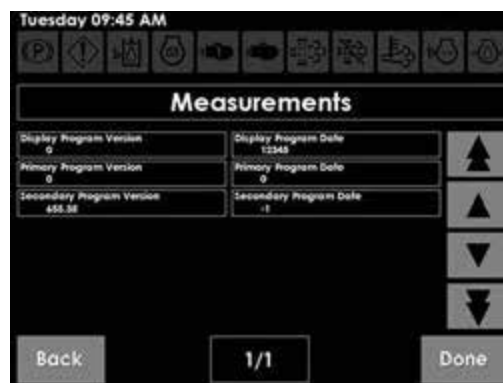 Tuesday 09:45 AM
Measurements
Display Program Version
0
Display Program Date
12345
Primary Program Version
0
Primary Program Date
0
Secondary Program Version
655.35
Secondary Program Date
-1
Back
1/1
Done